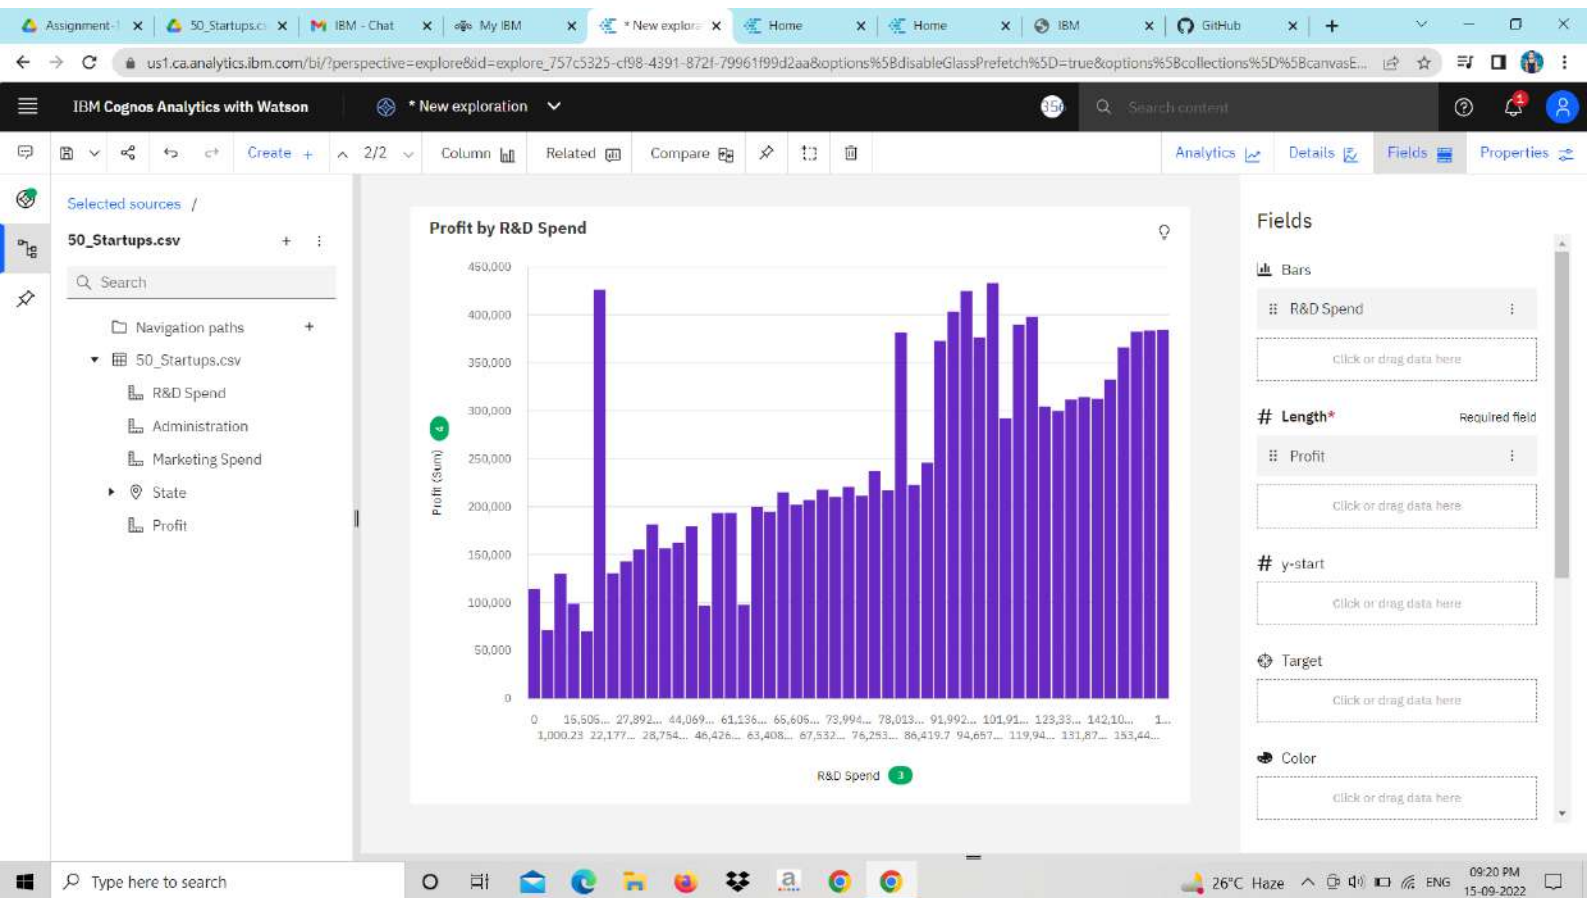 Assignment-1
50_Startups.c
IBM - Chat
My IBM
* New explora
Home
Home
IBM
GitHub
us1.ca.analytics.ibm.com/bi/?perspective=explore&id=explore_757c5325-cf98-4391-872f-79961f99d2aa&options%5BdisableGlassPrefetch%5D=true&options%5Bcollections%5D%5BcanvasE...
IBM Cognos Analytics with Watson
* New exploration
Search content
1
Create +
2/2
Column
Related
Compare
Analytics
Details
Fields
Properties
Selected sources /
50_Startups.csv
Search
Navigation paths
50_Startups.csv
R&D Spend
Administration
Marketing Spend
State
Profit
Profit by R&D Spend
450,000
400,000
350,000
300,000
250,000
200,000
150,000
100,000
50,000
0
Profit (Sum)
0 15,505... 27,892... 44,069... 61,136... 65,605... 73,994... 78,013... 91,992... 101,91... 123,33... 142,10... 1...
1,000.23 22,177... 28,754... 46,426... 63,408... 67,532... 76,253... 86,419.7 94,657... 119,94... 131,87... 153,44...
R&D Spend 3
Fields
Bars
R&D Spend
Click or drag data here
# Length* Required field
Profit
Click or drag data here
# y-start
Click or drag data here
Target
Click or drag data here
Color
Click or drag data here
Type here to search
26°C Haze
ENG
09:20 PM
15-09-2022